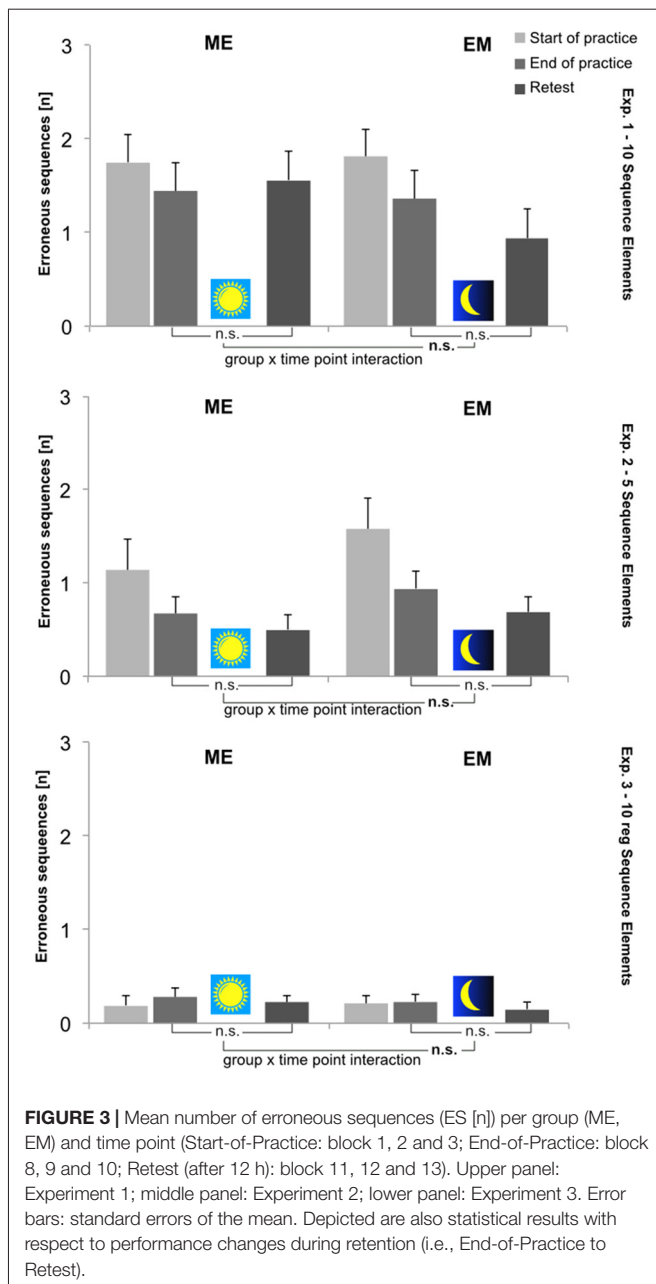 3
ME
EM
Start of practice
End of practice
Retest
2
1
0
Erroneous sequences [n]
Exp. 1 - 10 Sequence Elements
n.s.
n.s.
n.s.
group x time point interaction
3
ME
EM
2
1
0
Erroneuous sequences [n]
Exp. 2 - 5 Sequence Elements
n.s.
n.s.
n.s.
group x time point interaction
3
ME
EM
2
1
0
Erroneous sequeences [n]
Exp. 3 - 10 reg Sequence Elements
n.s.
n.s.
n.s.
group x time point interaction
FIGURE 3 | Mean number of erroneous sequences (ES [n]) per group (ME,
EM) and time point (Start-of-Practice: block 1, 2 and 3; End-of-Practice: block
8, 9 and 10; Retest (after 12 h): block 11, 12 and 13). Upper panel:
Experiment 1; middle panel: Experiment 2; lower panel: Experiment 3. Error
bars: standard errors of the mean. Depicted are also statistical results with
respect to performance changes during retention (i.e., End-of-Practice to
Retest).